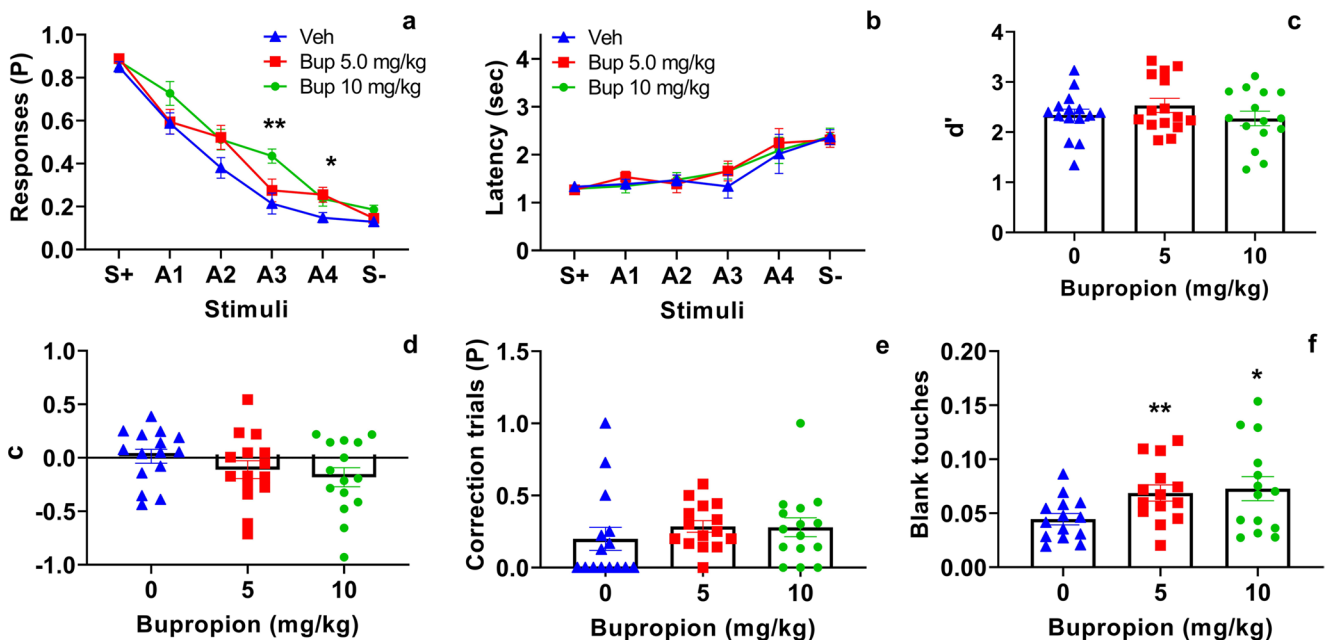 a
Veh
Bup 5.0 mg/kg
Bup 10 mg/kg
Responses (P)
1.0
0.8
0.6
0.4
0.2
0.0
**
*
S+ A1 A2 A3 A4 S-
Stimuli
b
Veh
Bup 5.0 mg/kg
Bup 10 mg/kg
Latency (sec)
4
3
2
1
0
S+ A1 A2 A3 A4 S-
Stimuli
c
d'
4
3
2
1
0
0 5 10
Bupropion (mg/kg)
d
c
1.0
0.5
0.0
-0.5
-1.0
0 5 10
Bupropion (mg/kg)
e
Correction trials (P)
1.5
1.0
0.5
0.0
0 5 10
Bupropion (mg/kg)
f
Blank touches
0.20
0.15
0.10
0.05
0.00
**
*
0 5 10
Bupropion (mg/kg)